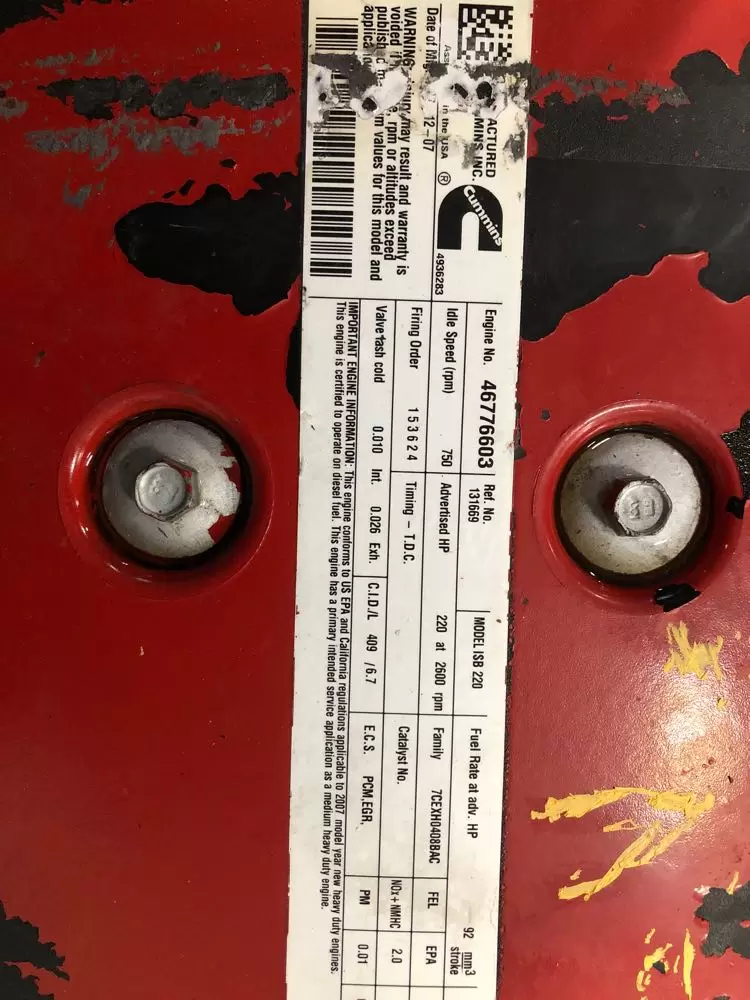 ACTURED
MINS, INC.
in the USA ®
cummins
4936283
12-07
may result and warranty is
rpm or altitudes exceed
values for this model and
Engine No. 46776603 Ref. No. 131669 MODEL ISB 220 Fuel Rate at adv. HP 92 mm3 stroke
Idle Speed (rpm) 750 Advertised HP 220 at 2600 rpm Family 7CEXH0408BAC FEL EPA
Firing Order 1 5 3 6 2 4 Timing - T.D.C. Catalyst No. NOx + NMHC 2.0
Valve lash cold 0.010 Int. 0.026 Exh. C.I.D./L 409 / 6.7 E.C.S. PCM,EGR, PM 0.01
IMPORTANT ENGINE INFORMATION: This engine conforms to US EPA and California regulations applicable to 2007 model year new heavy duty engines.
This engine is certified to operate on diesel fuel. This engine has a primary intended service application as a medium heavy duty engine.